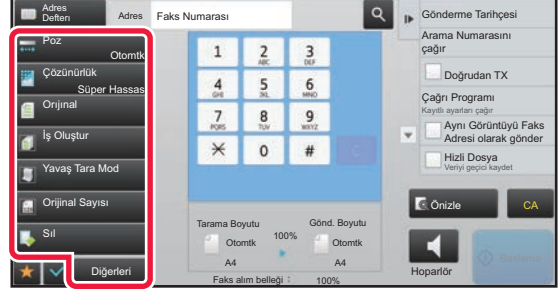 Adres
Defteri
Adres
Faks Numarası
Poz
Otomtk
Çözünürlük
Süper Hassas
Orıjınal
İş Oluştur
Yavaş Tara Mod
Orijinal Sayısı
Sıl
Diğerleri
1
2
ABC
3
DEF
4
GHI
5
JKL
6
MNO
7
PQRS
8
TUV
9
WXYZ
0
#
C
Tarama Boyutu
Gönd. Boyutu
100%
Otomtk
Otomtk
A4
A4
Faks alım belleği :
100%
Gönderme Tarihçesi
Arama Numarasını
çağır
Doğrudan TX
Çağrı Programı
Kayıtlı ayarları çağır
Aynı Görüntüyü Faks
Adresi olarak gönder
Hizli Dosya
Veriyi geçici kaydet
Önizle
CA
Hoparlör